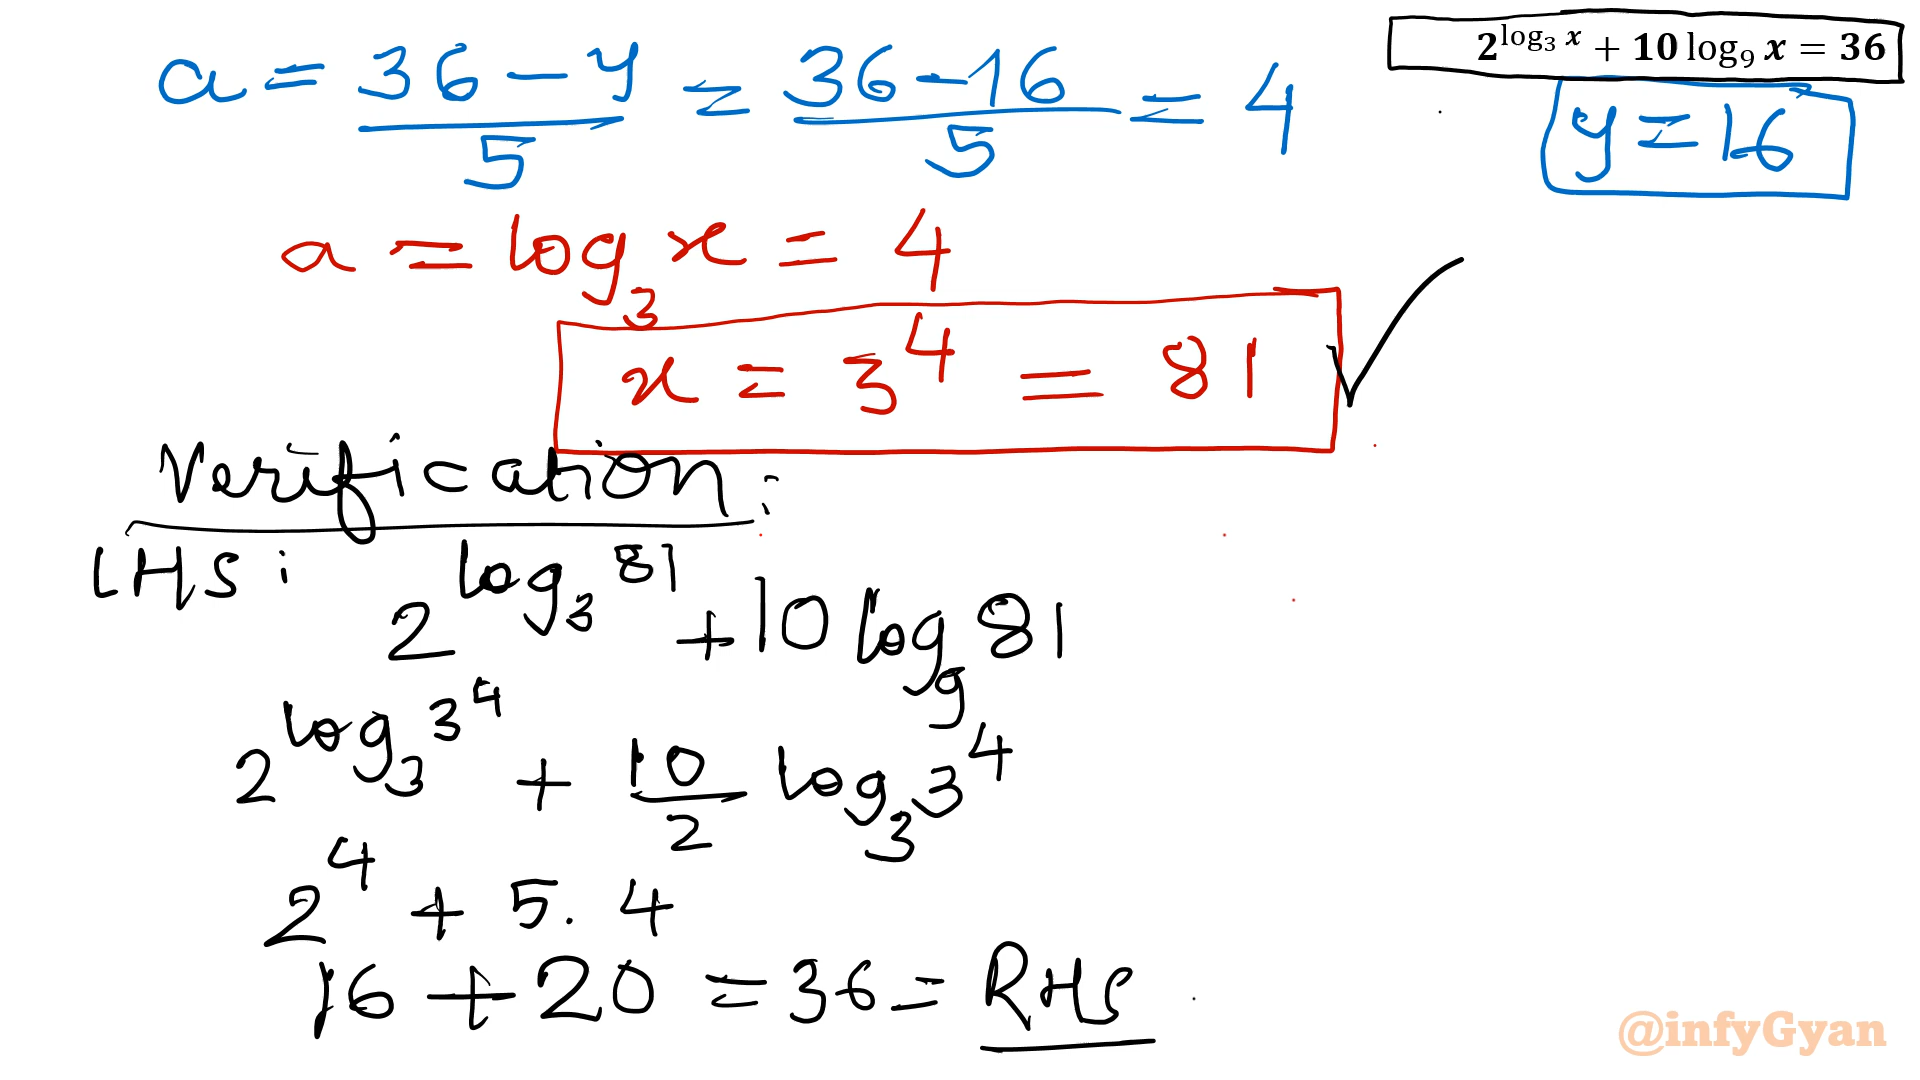 2^{log₃ x} + 10 log₉ x = 36
a = (36 − y)/5 = (36 − 16)/5 = 4
y = 16
a = log₃ x = 4
x = 3⁴ = 81
Verification :
LHS : 2^{log₃ 81} + 10 log₉ 81
2^{log₃ 3⁴} + 10/2 log₃ 3⁴
2⁴ + 5. 4
16 + 20 = 36 = RHS
@infyGyan